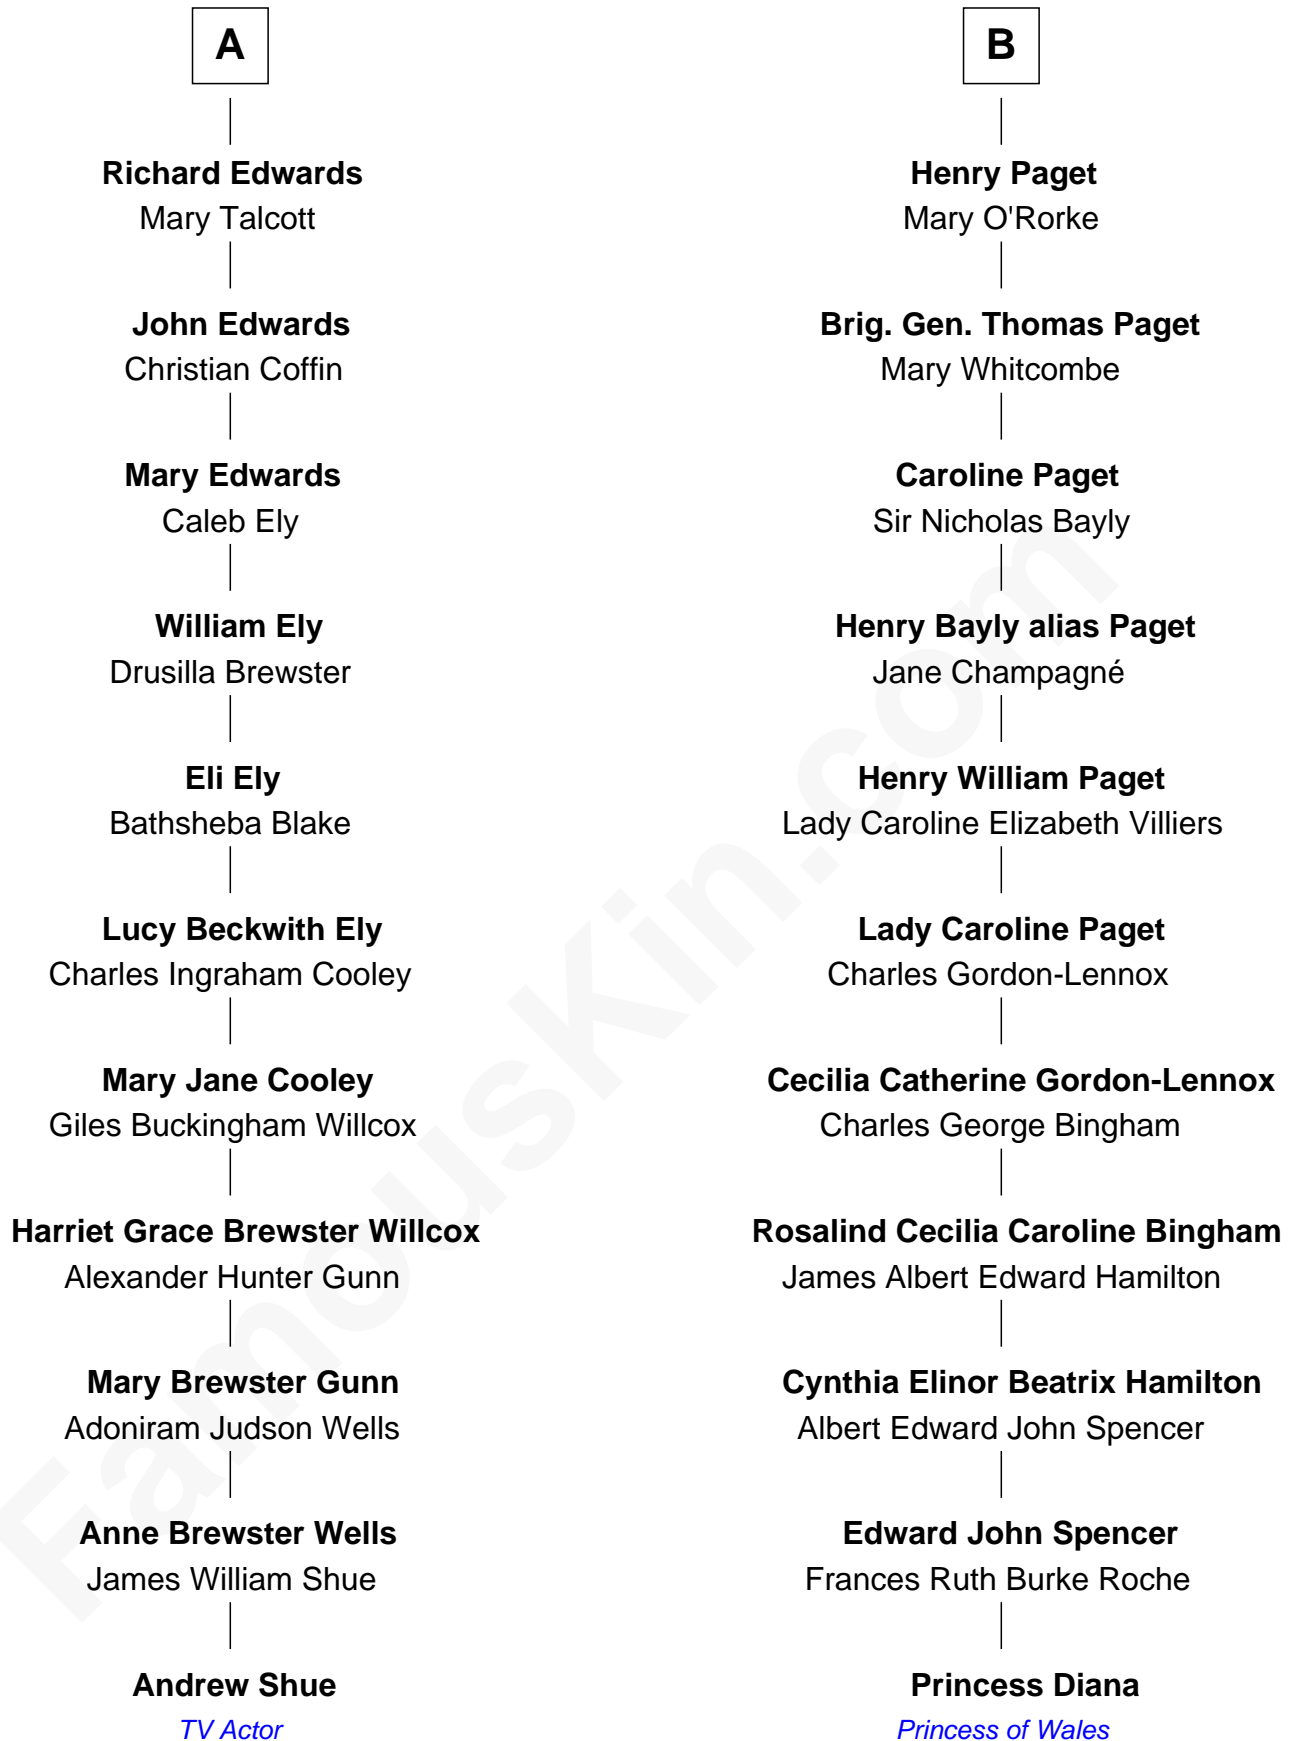 A
Richard Edwards
Mary Talcott
John Edwards
Christian Coffin
Mary Edwards
Caleb Ely
William Ely
Drusilla Brewster
Eli Ely
Bathsheba Blake
Lucy Beckwith Ely
Charles Ingraham Cooley
Mary Jane Cooley
Giles Buckingham Willcox
Harriet Grace Brewster Willcox
Alexander Hunter Gunn
Mary Brewster Gunn
Adoniram Judson Wells
Anne Brewster Wells
James William Shue
Andrew Shue
TV Actor
B
Henry Paget
Mary O'Rorke
Brig. Gen. Thomas Paget
Mary Whitcombe
Caroline Paget
Sir Nicholas Bayly
Henry Bayly alias Paget
Jane Champagné
Henry William Paget
Lady Caroline Elizabeth Villiers
Lady Caroline Paget
Charles Gordon-Lennox
Cecilia Catherine Gordon-Lennox
Charles George Bingham
Rosalind Cecilia Caroline Bingham
James Albert Edward Hamilton
Cynthia Elinor Beatrix Hamilton
Albert Edward John Spencer
Edward John Spencer
Frances Ruth Burke Roche
Princess Diana
Princess of Wales
FamousKin.com